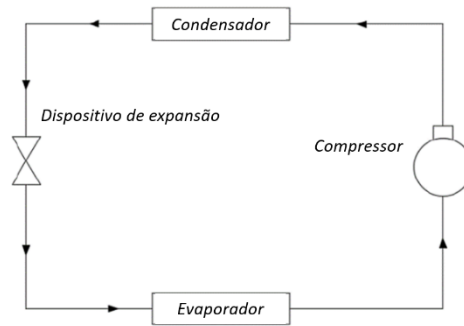 Condensador
Dispositivo de expansão
Compressor
Evaporador